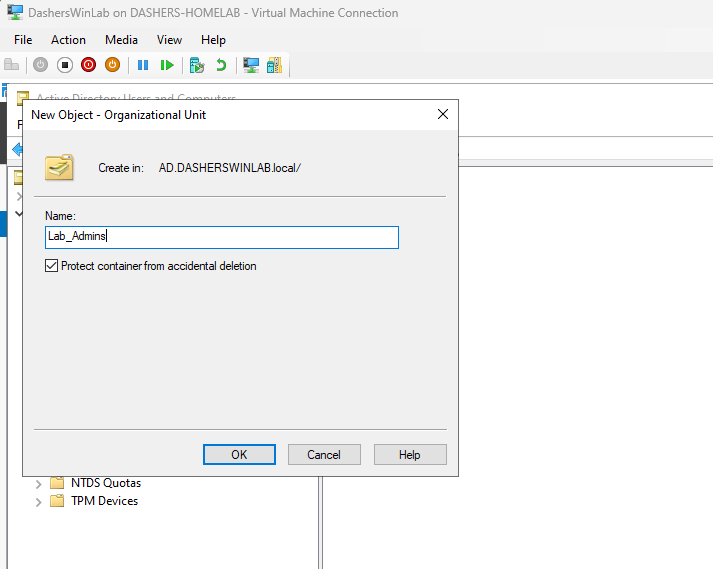 DashersWinLab on DASHERS-HOMELAB - Virtual Machine Connection
File Action Media View Help
Active Directory Users and Computers
New Object - Organizational Unit
Create in: AD.DASHERSWINLAB.local/
Name:
Lab_Admins
Protect container from accidental deletion
OK Cancel Help
NTDS Quotas
TPM Devices